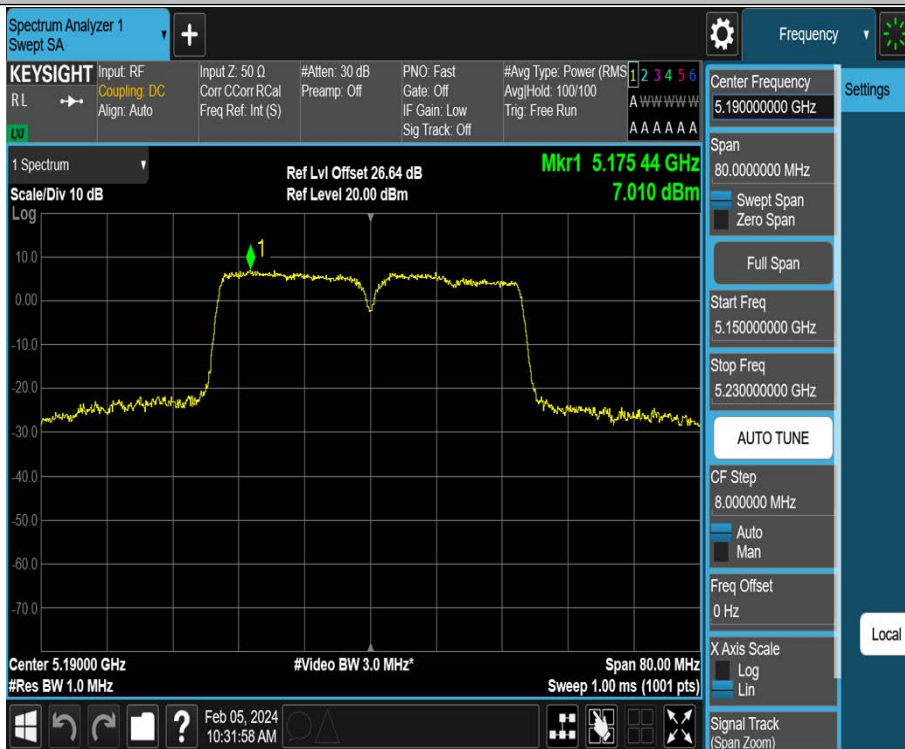 Spectrum Analyzer 1
Swept SA
+
Frequency
KEYSIGHT
RL
LXI
Input: RF
Coupling: DC
Align: Auto
Input Z: 50 Ω
Corr CCorr RCal
Freq Ref: Int (S)
#Atten: 30 dB
Preamp: Off
PNO: Fast
Gate: Off
IF Gain: Low
Sig Track: Off
#Avg Type: Power (RMS
Avg|Hold: 100/100
Trig: Free Run
1 2 3 4 5 6
A W W W W W
A A A A A A
1 Spectrum
Scale/Div 10 dB
Log
Ref Lvl Offset 26.64 dB
Ref Level 20.00 dBm
Mkr1 5.175 44 GHz
7.010 dBm
1
10.0
0.00
-10.0
-20.0
-30.0
-40.0
-50.0
-60.0
-70.0
Center 5.19000 GHz
#Res BW 1.0 MHz
#Video BW 3.0 MHz*
Span 80.00 MHz
Sweep 1.00 ms (1001 pts)
?
Feb 05, 2024
10:31:58 AM
Center Frequency
5.190000000 GHz
Span
80.0000000 MHz
Swept Span
Zero Span
Full Span
Start Freq
5.150000000 GHz
Stop Freq
5.230000000 GHz
AUTO TUNE
CF Step
8.000000 MHz
Auto
Man
Freq Offset
0 Hz
X Axis Scale
Log
Lin
Signal Track
(Span Zoom)
Settings
Local